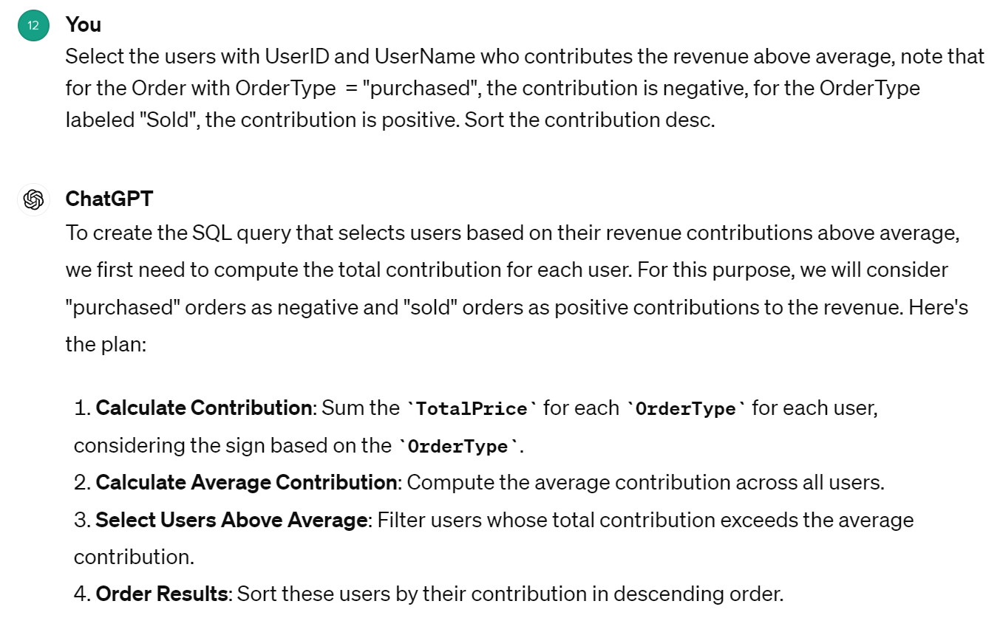 12
You
Select the users with UserID and UserName who contributes the revenue above average, note that
for the Order with OrderType  = "purchased", the contribution is negative, for the OrderType
labeled "Sold", the contribution is positive. Sort the contribution desc.
ChatGPT
To create the SQL query that selects users based on their revenue contributions above average,
we first need to compute the total contribution for each user. For this purpose, we will consider
"purchased" orders as negative and "sold" orders as positive contributions to the revenue. Here's
the plan:
1. Calculate Contribution: Sum the `TotalPrice` for each `OrderType` for each user,
considering the sign based on the `OrderType`.
2. Calculate Average Contribution: Compute the average contribution across all users.
3. Select Users Above Average: Filter users whose total contribution exceeds the average
contribution.
4. Order Results: Sort these users by their contribution in descending order.